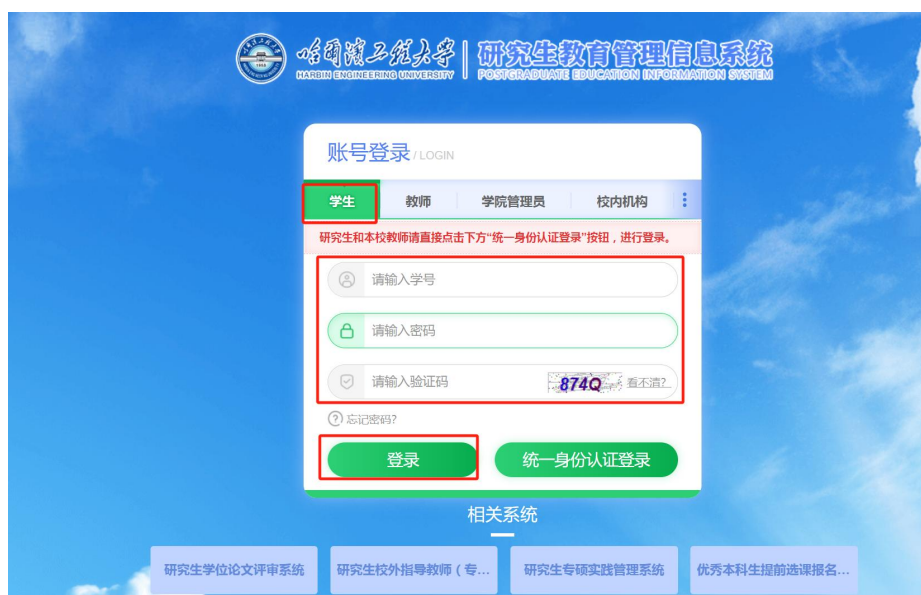 哈尔滨工程大学
HARBIN ENGINEERING UNIVERSITY
研究生教育管理信息系统
POSTGRADUATE EDUCATION INFORMATION SYSTEM
账号登录 / LOGIN
学生 教师 学院管理员 校内机构
研究生和本校教师请直接点击下方“统一身份认证登录”按钮，进行登录。
请输入学号
请输入密码
请输入验证码 874Q 看不清?
忘记密码?
登录 统一身份认证登录
相关系统
研究生学位论文评审系统 研究生校外指导教师（专... 研究生专硕实践管理系统 优秀本科生提前选课报名...